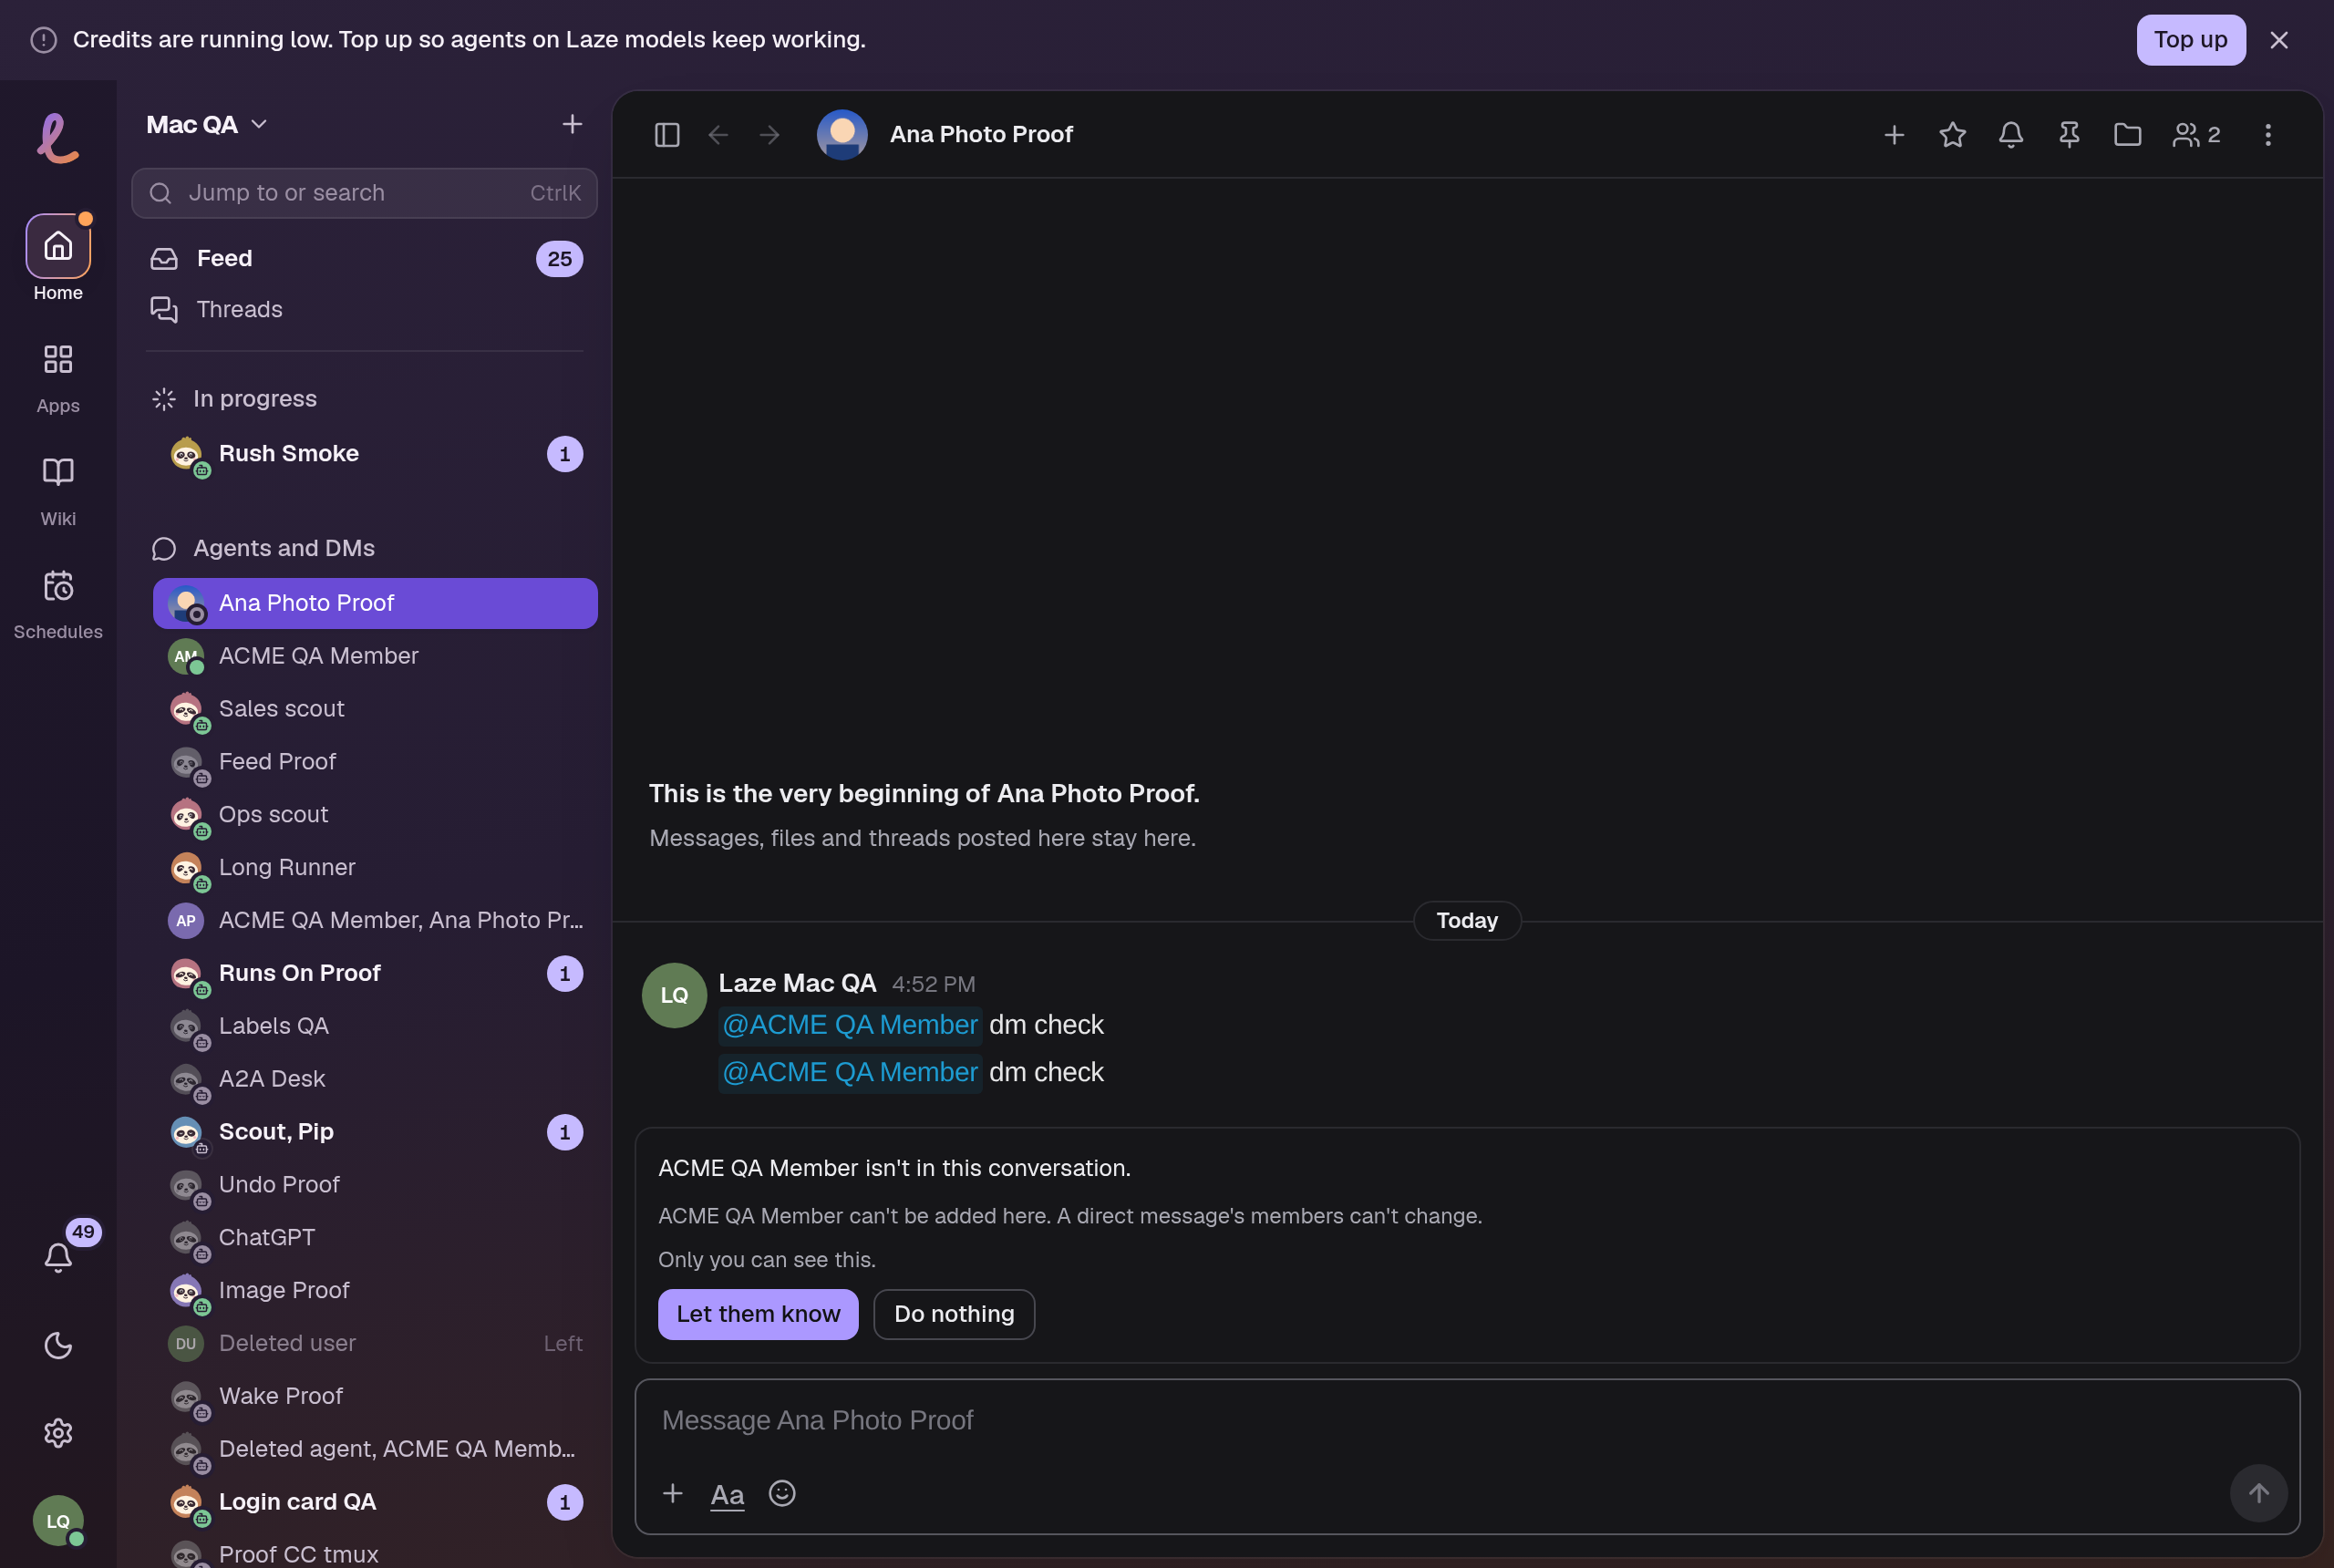 Credits are running low. Top up so agents on Laze models keep working.
Top up
Mac QA
Jump to or search
CtrlK
Home
Feed
25
Threads
Apps
In progress
Rush Smoke
1
Wiki
Agents and DMs
Schedules
Ana Photo Proof
AM
ACME QA Member
Sales scout
Feed Proof
Ops scout
Long Runner
AP
ACME QA Member, Ana Photo Pr...
Runs On Proof
1
Labels QA
A2A Desk
Scout, Pip
1
Undo Proof
49
ChatGPT
Image Proof
DU
Deleted user
Left
Wake Proof
Deleted agent, ACME QA Memb...
Login card QA
1
LQ
Proof CC tmux
Ana Photo Proof
2
This is the very beginning of Ana Photo Proof.
Messages, files and threads posted here stay here.
Today
LQ
Laze Mac QA 4:52 PM
@ACME QA Member dm check
@ACME QA Member dm check
ACME QA Member isn't in this conversation.
ACME QA Member can't be added here. A direct message's members can't change.
Only you can see this.
Let them know
Do nothing
Message Ana Photo Proof
Aa